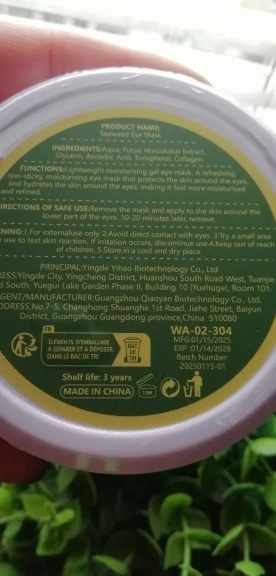 PRODUCT NAME:
Seaweed Eye Mask
INGREDIENTS:Aqua, Fucus Vesiculosus Extract,
Glycerin, Ascorbic Acid, Tocopherol, Collagen
FUNCTIONS:Lightweight moisturising gel eye mask. A refreshing
non-sticky, moisturising eye mask that protects the skin around the eyes
and hydrates the skin around the eyes, making it feel more moisturised
and refined.
IRECTIONS OF SAFE USE:Remove the mask and apply to the skin around the
lower part of the eyes, 10-20 minutes later, remove.
NING:1.For externaluse only. 2.Avoid direct contact with eyes. 3.Try a small area
use to test skin reaction. If irritation occurs, discontinue use.4.Keep out of reach
of children. 5.Store in a cool and dry place.
PRINCIPAL:Yingde Yihao Biotechnology Co., Ltd
RESS:Yingde City, Yingcheng District, Huanshou South Road West, Tuanjie
d South, Yuegui Lake Garden Phase II, Building 10 (Yuehuge), Room 101,
GENT/MANUFACTURER:Guangzhou Qiaoyan Biotechnology Co., Ltd.
DDRESS:No.7-5, Changhong Shuanghe 1st Road, Jiahe Street, Baiyun
District, Guangzhou Guangdong province,China 510080
FR
ÉLÉMENTS D'EMBALLAGE
À SÉPARER ET À DÉPOSER
DANS LE BAC DE TRI
BAC
DE
TRI
WA-02-304
MFG:01/15/2025
EXP:01/14/2028
Batch Number:
20250115-01
Shelf life: 3 years
MADE IN CHINA
12M